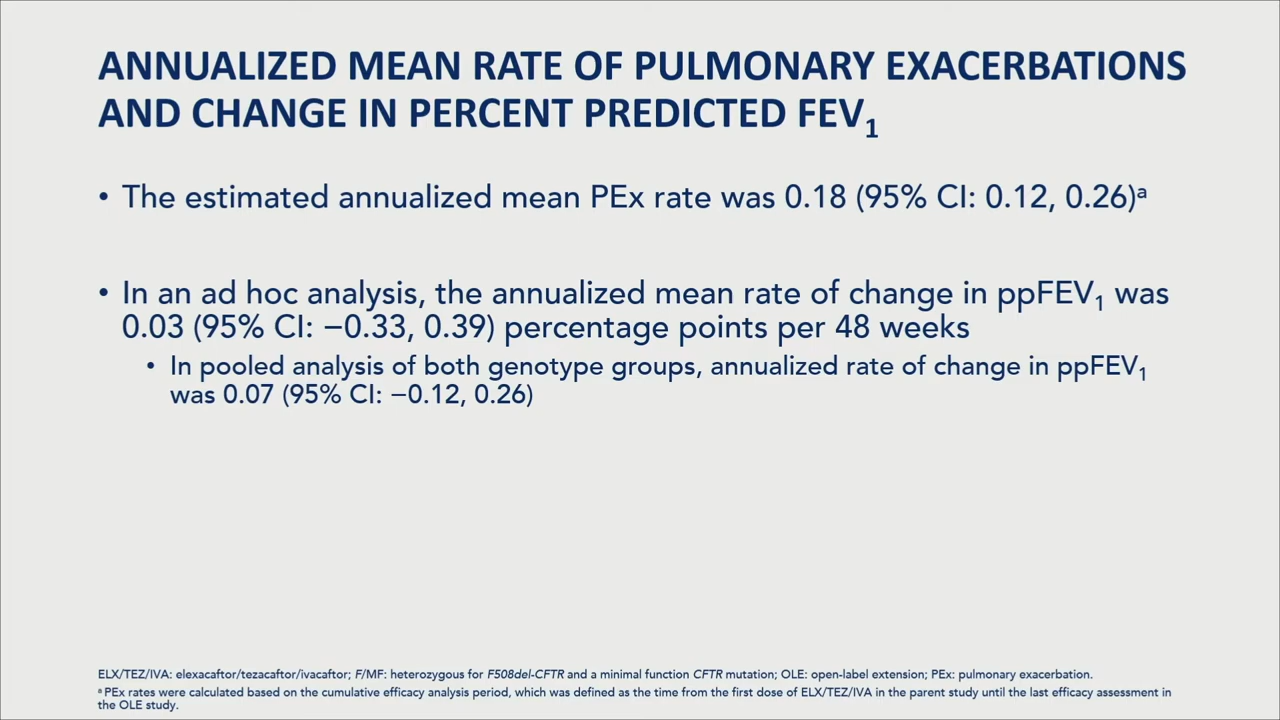 ANNUALIZED MEAN RATE OF PULMONARY EXACERBATIONS
AND CHANGE IN PERCENT PREDICTED FEV₁
• The estimated annualized mean PEx rate was 0.18 (95% CI: 0.12, 0.26)ᵃ
• In an ad hoc analysis, the annualized mean rate of change in ppFEV₁ was
0.03 (95% CI: −0.33, 0.39) percentage points per 48 weeks
• In pooled analysis of both genotype groups, annualized rate of change in ppFEV₁
was 0.07 (95% CI: −0.12, 0.26)
ELX/TEZ/IVA: elexacaftor/tezacaftor/ivacaftor; F/MF: heterozygous for F508del-CFTR and a minimal function CFTR mutation; OLE: open-label extension; PEx: pulmonary exacerbation.
ᵃ PEx rates were calculated based on the cumulative efficacy analysis period, which was defined as the time from the first dose of ELX/TEZ/IVA in the parent study until the last efficacy assessment in
the OLE study.